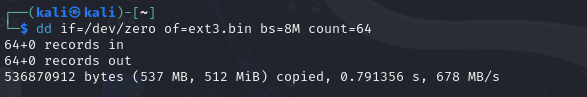 ┌──(kali㉿kali)-[~]
└─$ dd if=/dev/zero of=ext3.bin bs=8M count=64
64+0 records in
64+0 records out
536870912 bytes (537 MB, 512 MiB) copied, 0.791356 s, 678 MB/s